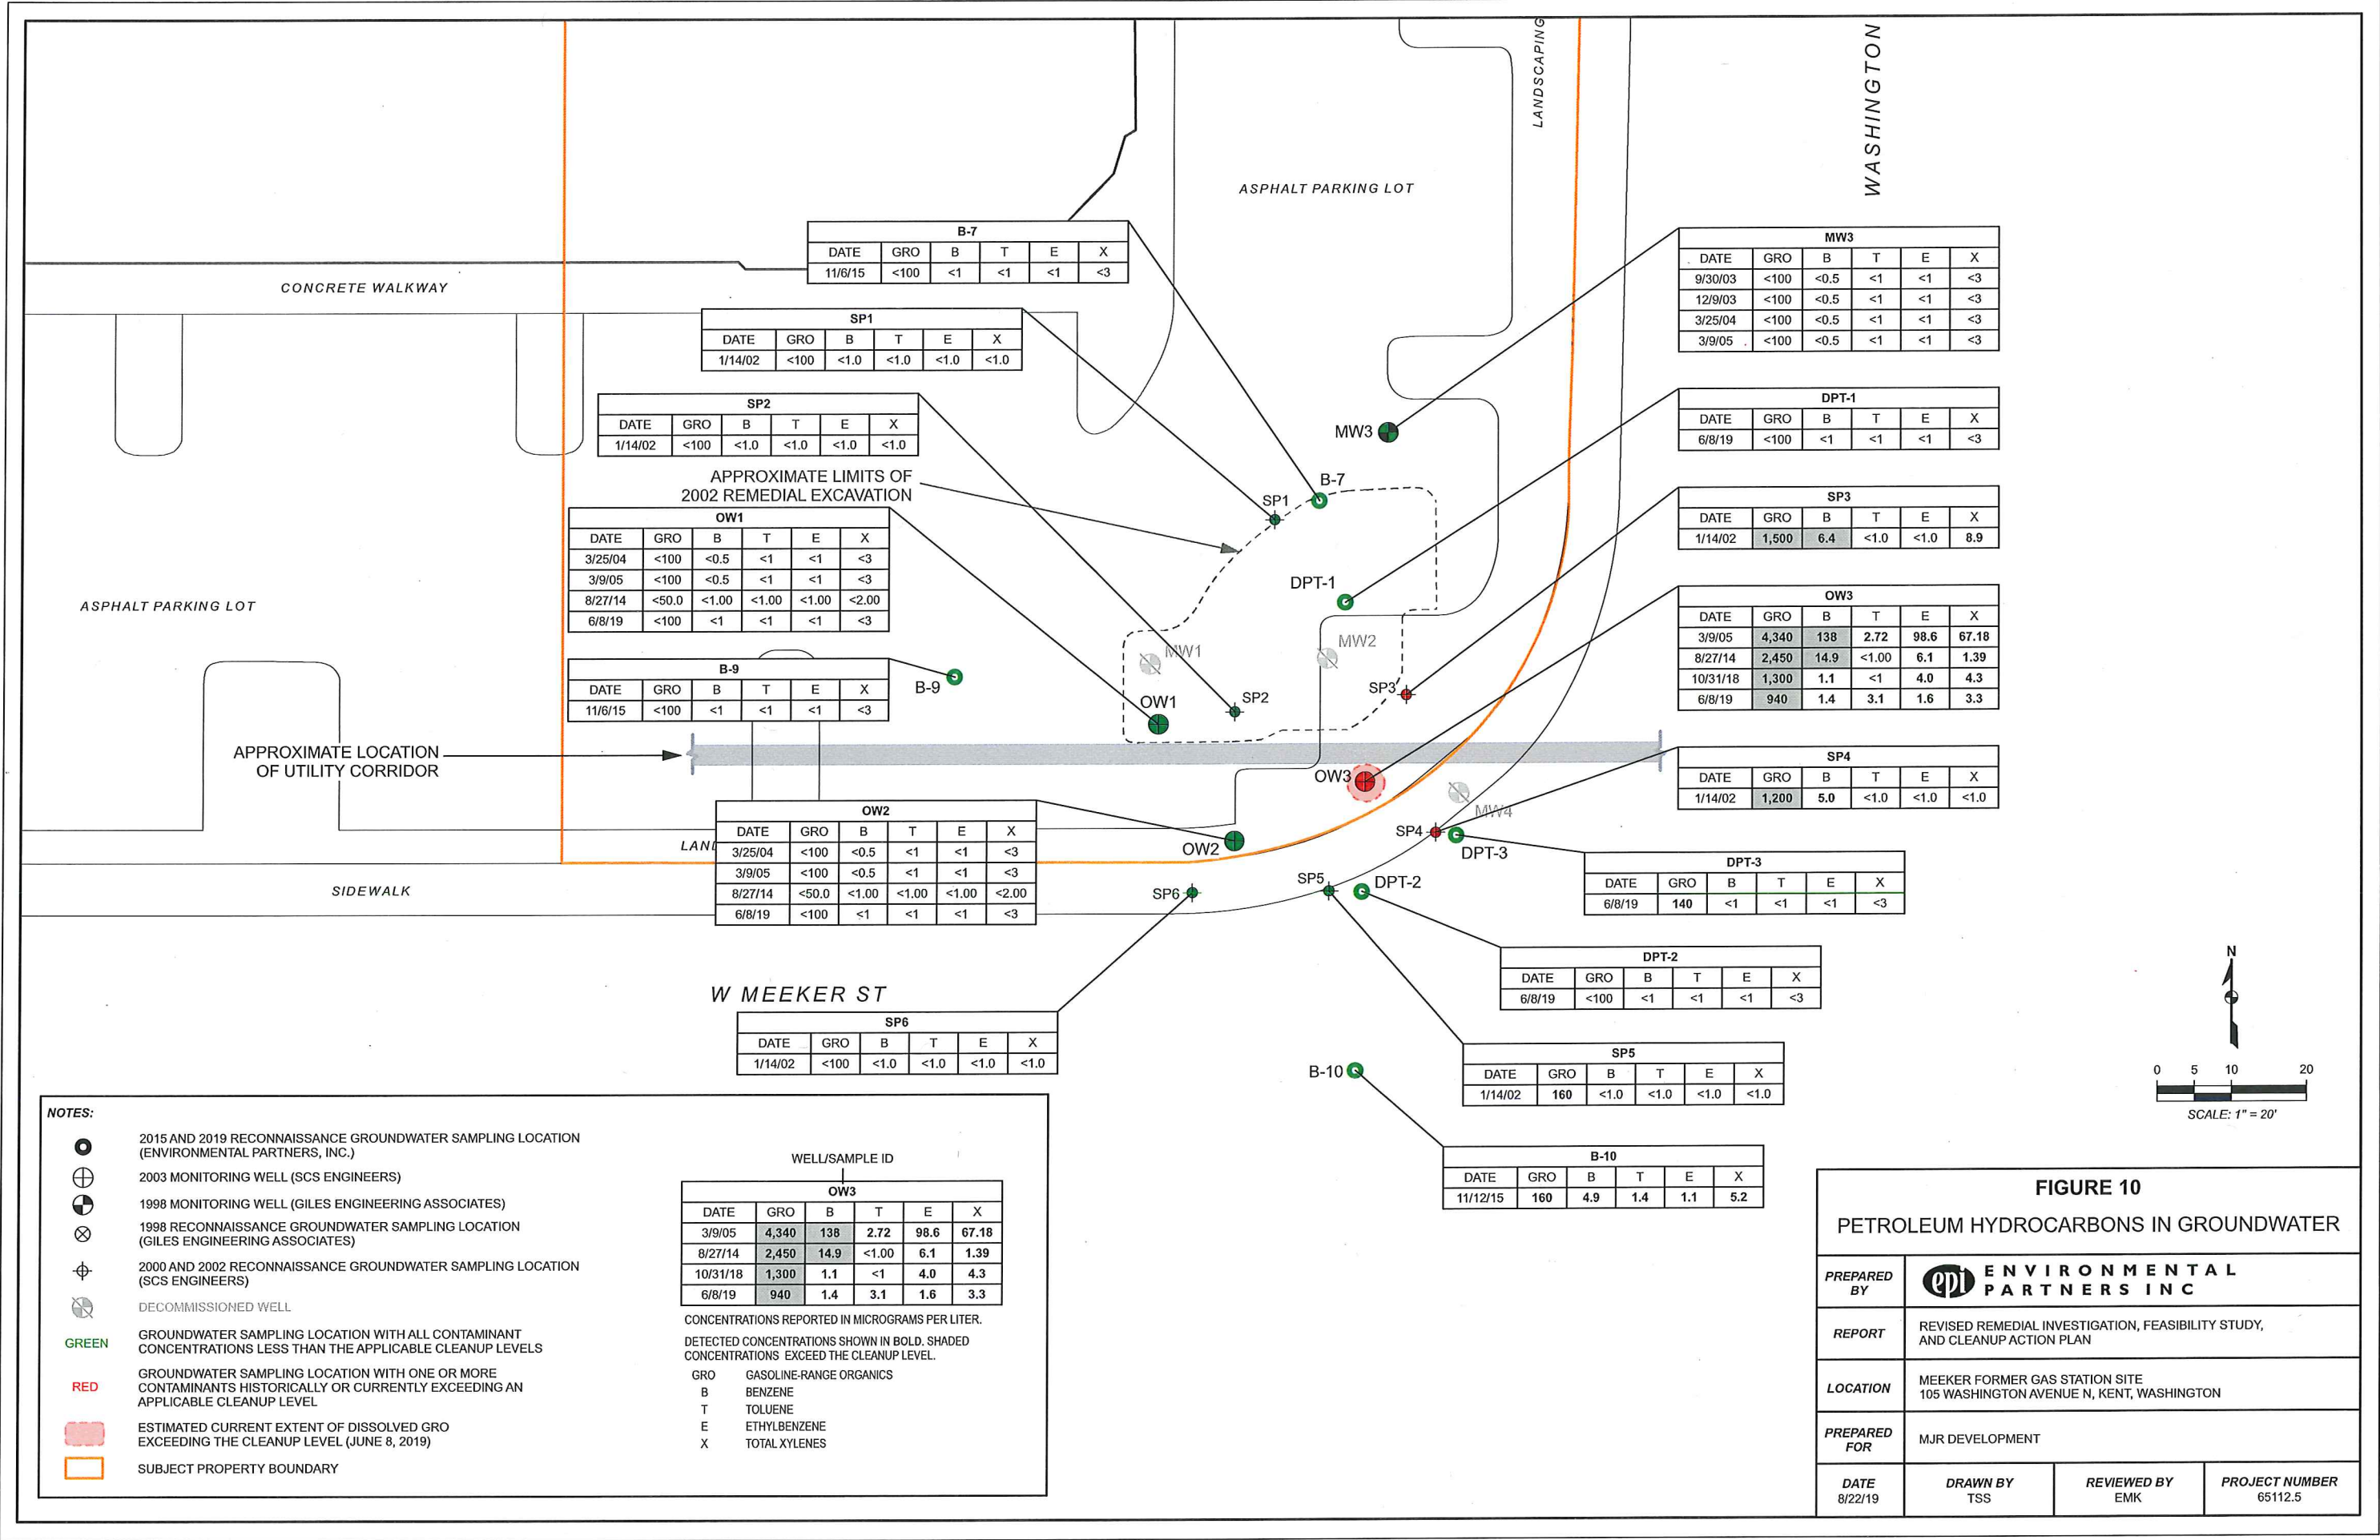 LANDSCAPING
WASHINGTON
ASPHALT PARKING LOT
CONCRETE WALKWAY
B-7
DATE GRO B T E X
11/6/15 <100 <1 <1 <1 <3
SP1
DATE GRO B T E X
1/14/02 <100 <1.0 <1.0 <1.0 <1.0
SP2
DATE GRO B T E X
1/14/02 <100 <1.0 <1.0 <1.0 <1.0
APPROXIMATE LIMITS OF
2002 REMEDIAL EXCAVATION
OW1
DATE GRO B T E X
3/25/04 <100 <0.5 <1 <1 <3
3/9/05 <100 <0.5 <1 <1 <3
8/27/14 <50.0 <1.00 <1.00 <1.00 <2.00
6/8/19 <100 <1 <1 <1 <3
ASPHALT PARKING LOT
B-9
DATE GRO B T E X
11/6/15 <100 <1 <1 <1 <3
APPROXIMATE LOCATION
OF UTILITY CORRIDOR
OW2
DATE GRO B T E X
3/25/04 <100 <0.5 <1 <1 <3
3/9/05 <100 <0.5 <1 <1 <3
8/27/14 <50.0 <1.00 <1.00 <1.00 <2.00
6/8/19 <100 <1 <1 <1 <3
LAND
SIDEWALK
W MEEKER ST
SP6
DATE GRO B T E X
1/14/02 <100 <1.0 <1.0 <1.0 <1.0
MW3
B-7
SP1
DPT-1
MW1
MW2
B-9
OW1
SP2
SP3
OW3
MW4
SP4
DPT-3
OW2
SP6
SP5
DPT-2
B-10
MW3
DATE GRO B T E X
9/30/03 <100 <0.5 <1 <1 <3
12/9/03 <100 <0.5 <1 <1 <3
3/25/04 <100 <0.5 <1 <1 <3
3/9/05 <100 <0.5 <1 <1 <3
DPT-1
DATE GRO B T E X
6/8/19 <100 <1 <1 <1 <3
SP3
DATE GRO B T E X
1/14/02 1,500 6.4 <1.0 <1.0 8.9
OW3
DATE GRO B T E X
3/9/05 4,340 138 2.72 98.6 67.18
8/27/14 2,450 14.9 <1.00 6.1 1.39
10/31/18 1,300 1.1 <1 4.0 4.3
6/8/19 940 1.4 3.1 1.6 3.3
SP4
DATE GRO B T E X
1/14/02 1,200 5.0 <1.0 <1.0 <1.0
DPT-3
DATE GRO B T E X
6/8/19 140 <1 <1 <1 <3
DPT-2
DATE GRO B T E X
6/8/19 <100 <1 <1 <1 <3
SP5
DATE GRO B T E X
1/14/02 160 <1.0 <1.0 <1.0 <1.0
B-10
DATE GRO B T E X
11/12/15 160 4.9 1.4 1.1 5.2
N
0 5 10 20
SCALE: 1" = 20'
NOTES:
2015 AND 2019 RECONNAISSANCE GROUNDWATER SAMPLING LOCATION
(ENVIRONMENTAL PARTNERS, INC.)
2003 MONITORING WELL (SCS ENGINEERS)
1998 MONITORING WELL (GILES ENGINEERING ASSOCIATES)
1998 RECONNAISSANCE GROUNDWATER SAMPLING LOCATION
(GILES ENGINEERING ASSOCIATES)
2000 AND 2002 RECONNAISSANCE GROUNDWATER SAMPLING LOCATION
(SCS ENGINEERS)
DECOMMISSIONED WELL
GREEN GROUNDWATER SAMPLING LOCATION WITH ALL CONTAMINANT
CONCENTRATIONS LESS THAN THE APPLICABLE CLEANUP LEVELS
RED GROUNDWATER SAMPLING LOCATION WITH ONE OR MORE
CONTAMINANTS HISTORICALLY OR CURRENTLY EXCEEDING AN
APPLICABLE CLEANUP LEVEL
ESTIMATED CURRENT EXTENT OF DISSOLVED GRO
EXCEEDING THE CLEANUP LEVEL (JUNE 8, 2019)
SUBJECT PROPERTY BOUNDARY
WELL/SAMPLE ID
OW3
DATE GRO B T E X
3/9/05 4,340 138 2.72 98.6 67.18
8/27/14 2,450 14.9 <1.00 6.1 1.39
10/31/18 1,300 1.1 <1 4.0 4.3
6/8/19 940 1.4 3.1 1.6 3.3
CONCENTRATIONS REPORTED IN MICROGRAMS PER LITER.
DETECTED CONCENTRATIONS SHOWN IN BOLD. SHADED
CONCENTRATIONS EXCEED THE CLEANUP LEVEL.
GRO GASOLINE-RANGE ORGANICS
B BENZENE
T TOLUENE
E ETHYLBENZENE
X TOTAL XYLENES
FIGURE 10
PETROLEUM HYDROCARBONS IN GROUNDWATER
PREPARED BY epi ENVIRONMENTAL
PARTNERS INC
REPORT REVISED REMEDIAL INVESTIGATION, FEASIBILITY STUDY,
AND CLEANUP ACTION PLAN
LOCATION MEEKER FORMER GAS STATION SITE
105 WASHINGTON AVENUE N, KENT, WASHINGTON
PREPARED FOR MJR DEVELOPMENT
DATE DRAWN BY REVIEWED BY PROJECT NUMBER
8/22/19 TSS EMK 65112.5